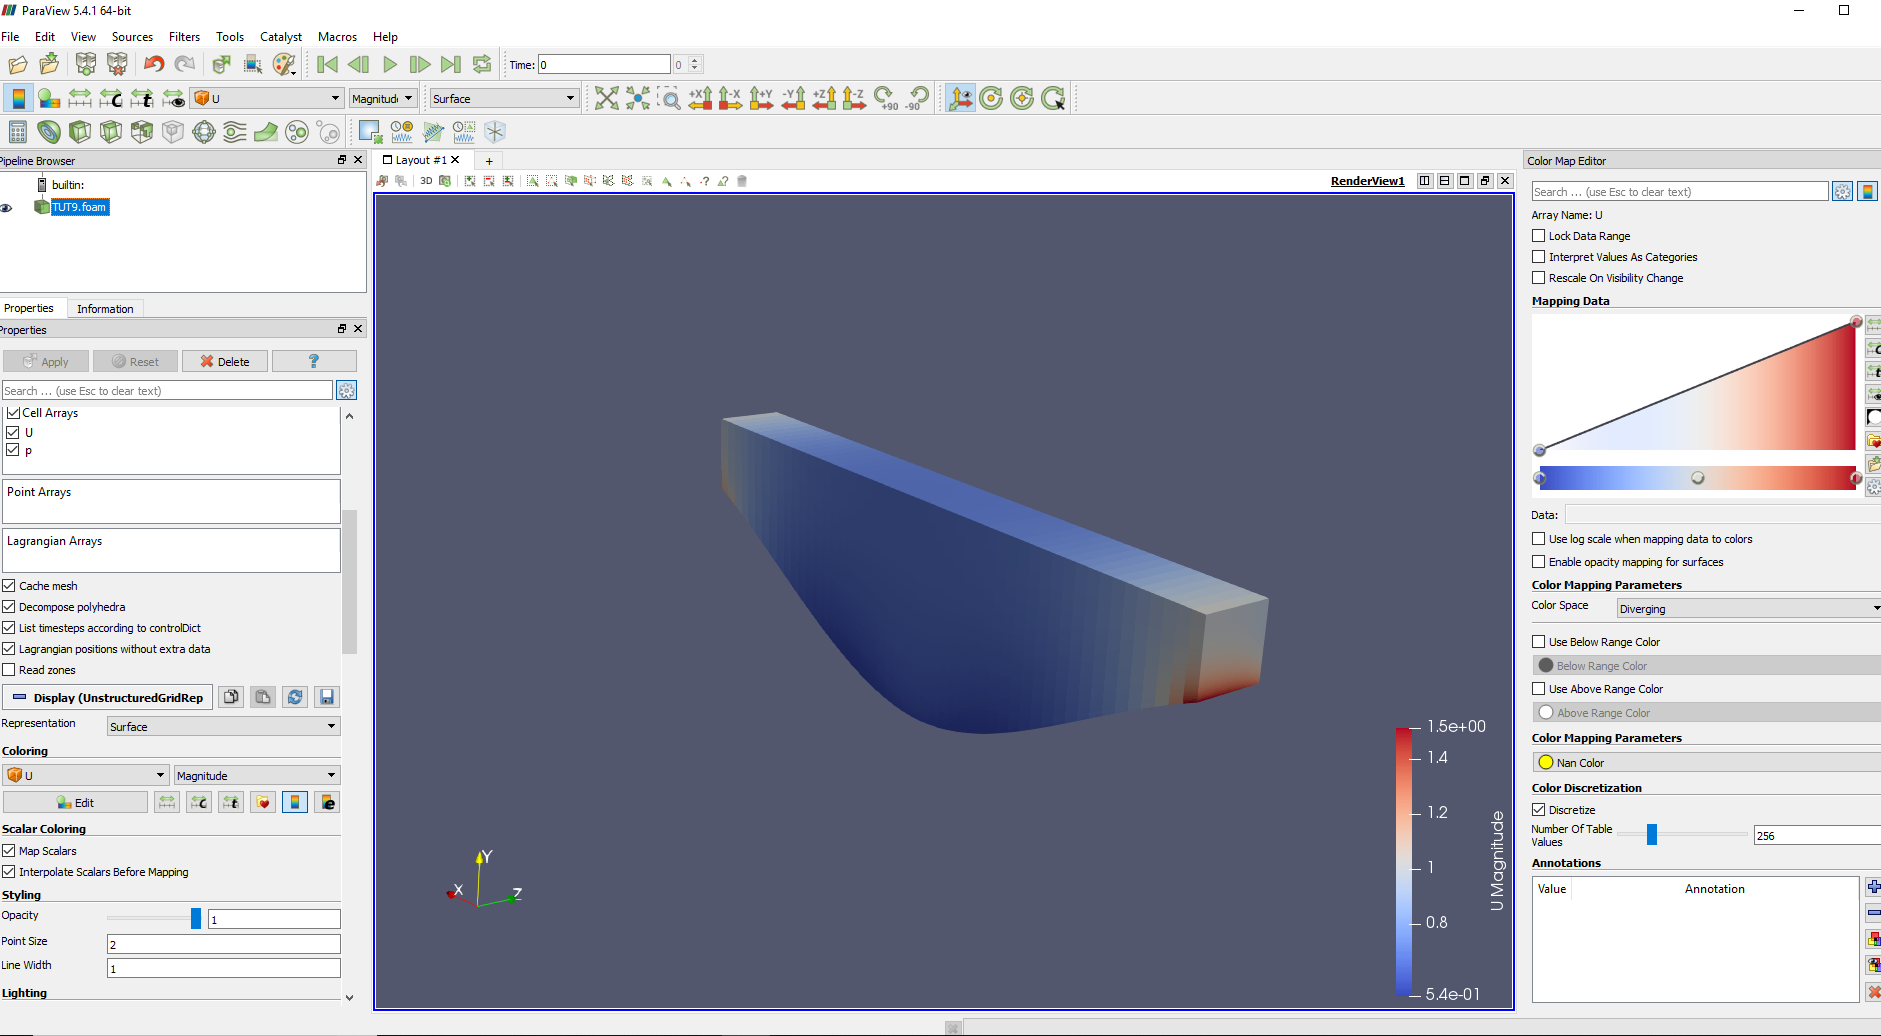 ParaView 5.4.1 64-bit
File Edit View Sources Filters Tools Catalyst Macros Help
Time: 0 0
U Magnitude Surface
+X -X +Y -Y +Z -Z +90 -90
Pipeline Browser
builtin:
TUT9.foam
Properties Information
Properties
Apply Reset Delete ?
Search ... (use Esc to clear text)
Cell Arrays
U
p
Point Arrays
Lagrangian Arrays
Cache mesh
Decompose polyhedra
List timesteps according to controlDict
Lagrangian positions without extra data
Read zones
Display (UnstructuredGridRep
Representation Surface
Coloring
U Magnitude
Edit
Scalar Coloring
Map Scalars
Interpolate Scalars Before Mapping
Styling
Opacity 1
Point Size 2
Line Width 1
Lighting
Layout #1 +
3D
RenderView1
Y
X
Z
1.5e+00
1.4
1.2
1
0.8
5.4e-01
U Magnitude
Color Map Editor
Search ... (use Esc to clear text)
Array Name: U
Lock Data Range
Interpret Values As Categories
Rescale On Visibility Change
Mapping Data
Data:
Use log scale when mapping data to colors
Enable opacity mapping for surfaces
Color Mapping Parameters
Color Space Diverging
Use Below Range Color
Below Range Color
Use Above Range Color
Above Range Color
Color Mapping Parameters
Nan Color
Color Discretization
Discretize
Number Of Table
Values
256
Annotations
Value Annotation